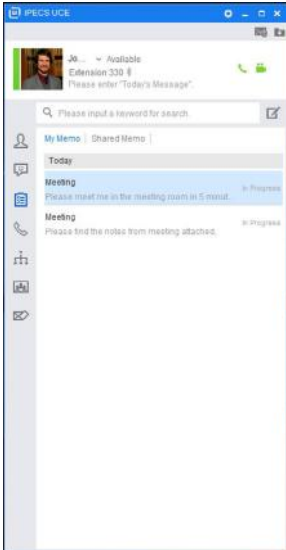 IPECS UCE
Jo... Available
Extension 330
Please enter "Today's Message".
Please input a keyword for search.
My Memo | Shared Memo |
Today
Meeting
Please meet me in the meeting room in 5 minut...
In Progress
Meeting
Please find the notes from meeting attached.
In Progress